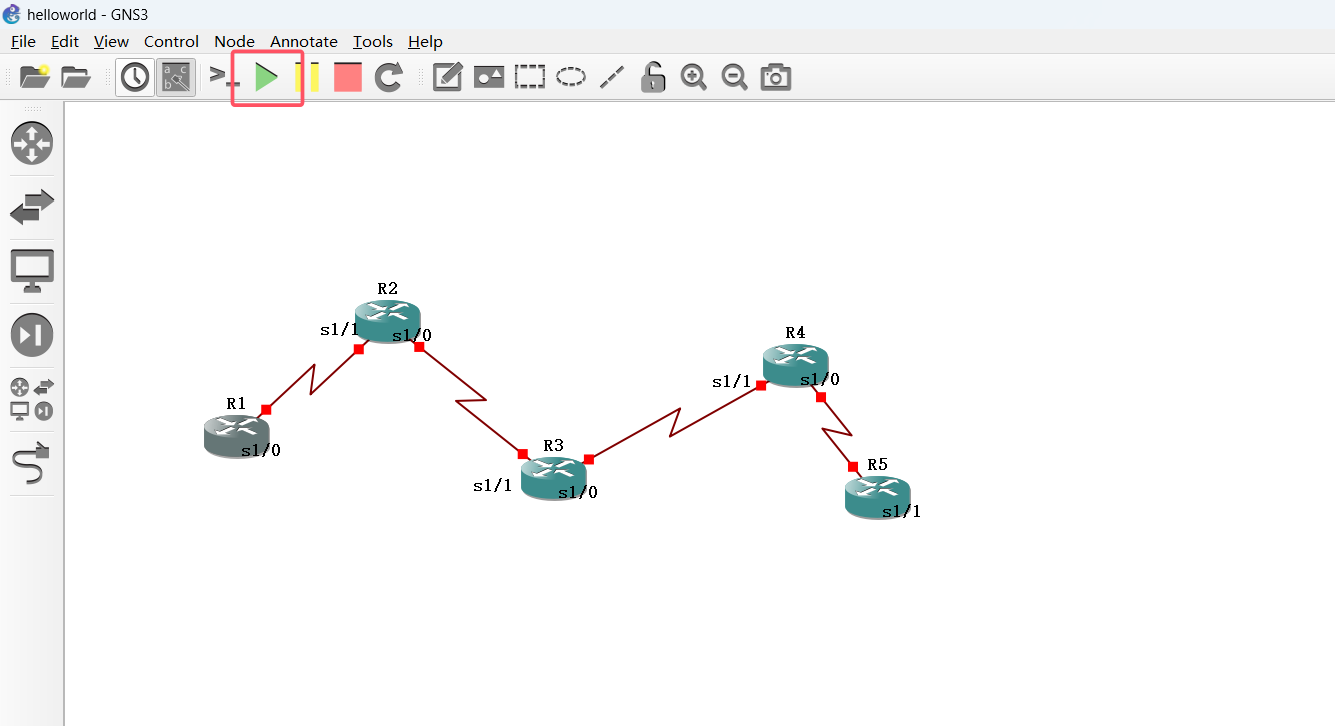 helloworld - GNS3
File Edit View Control Node Annotate Tools Help
a c
b
R2
s1/1
s1/0
R4
s1/1
s1/0
R1
s1/0
R3
s1/1
s1/0
R5
s1/1